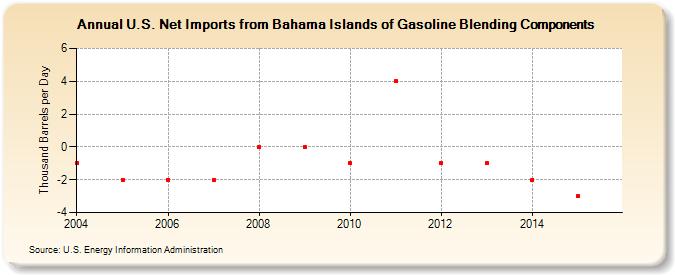 Annual U.S. Net Imports from Bahama Islands of Gasoline Blending Components
Thousand Barrels per Day
6
4
2
0
-2
-4
2004 2006 2008 2010 2012 2014
Source: U.S. Energy Information Administration